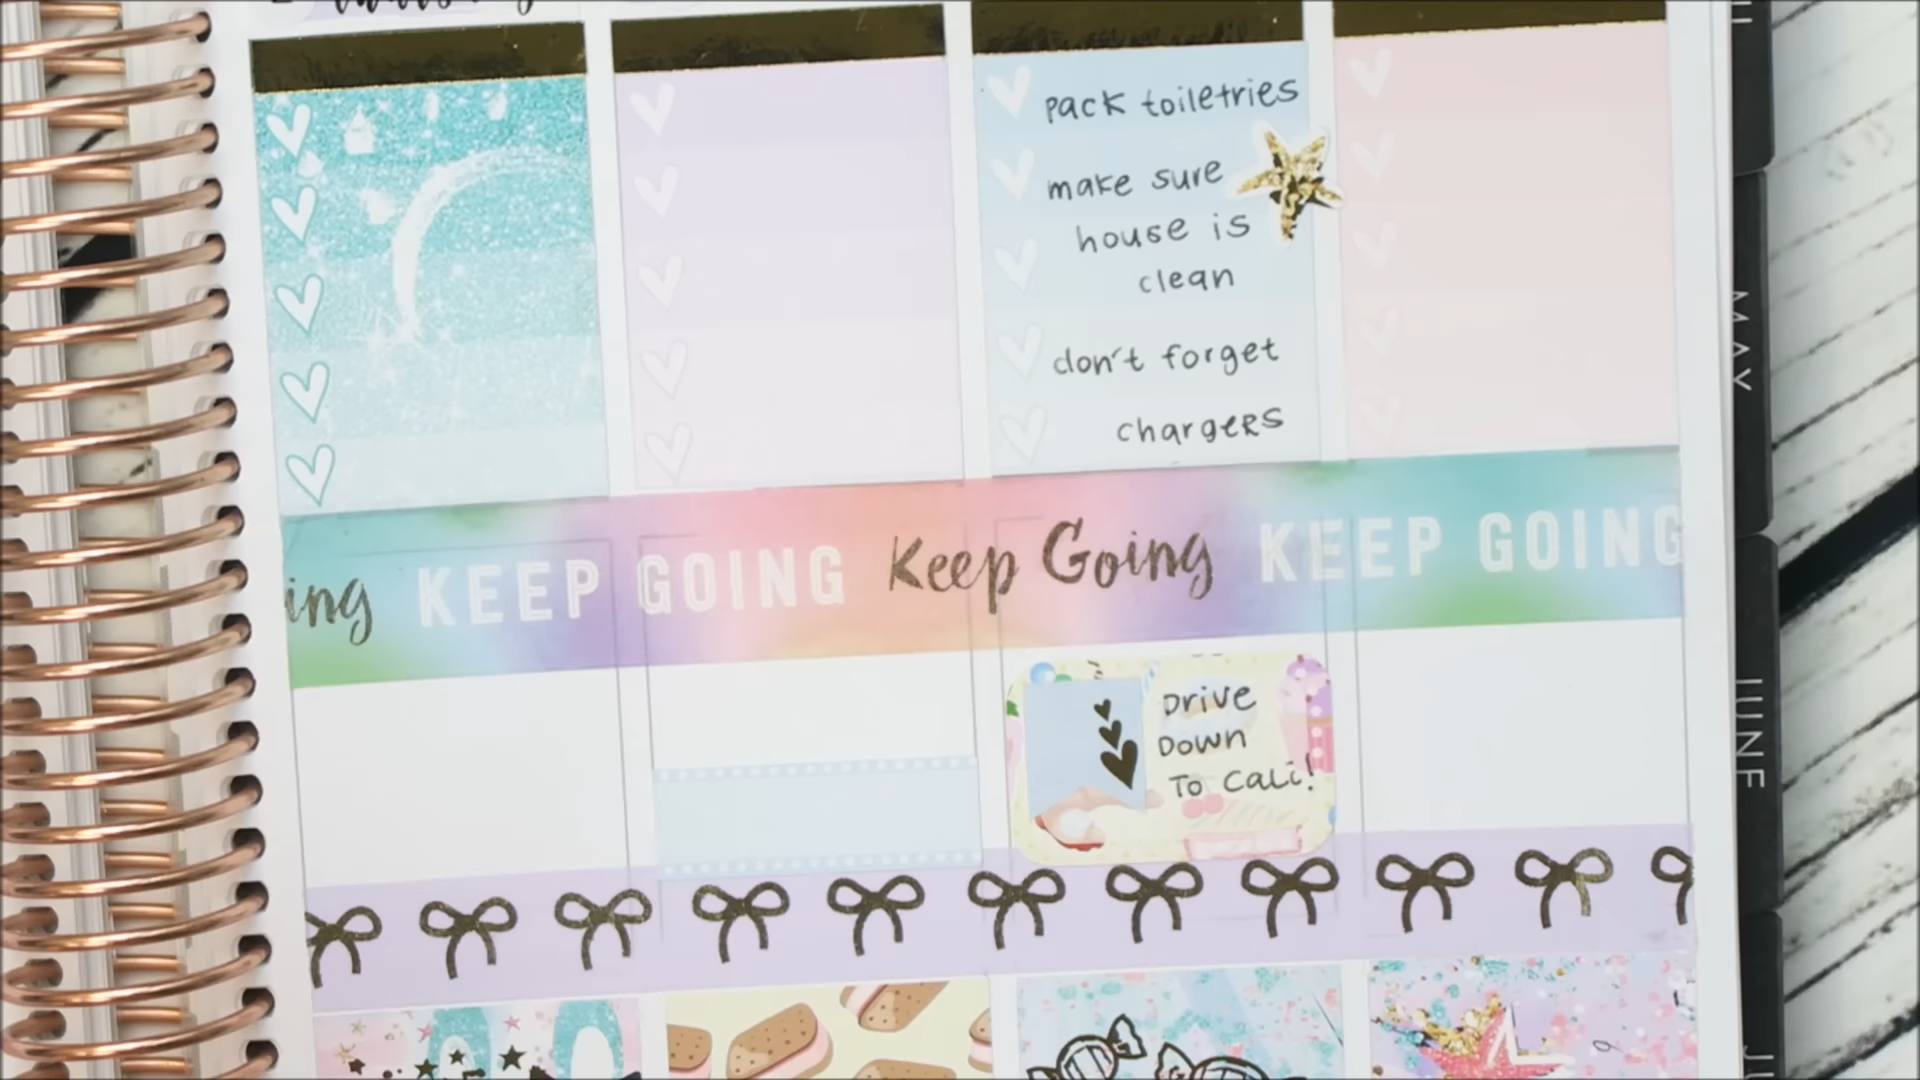 pack toiletries
make sure
house is
clean
don't forget
chargeRS
ing KEEP GOING Keep Going KEEP GOING
Drive
Down
To Cali!
MAY
JUNE